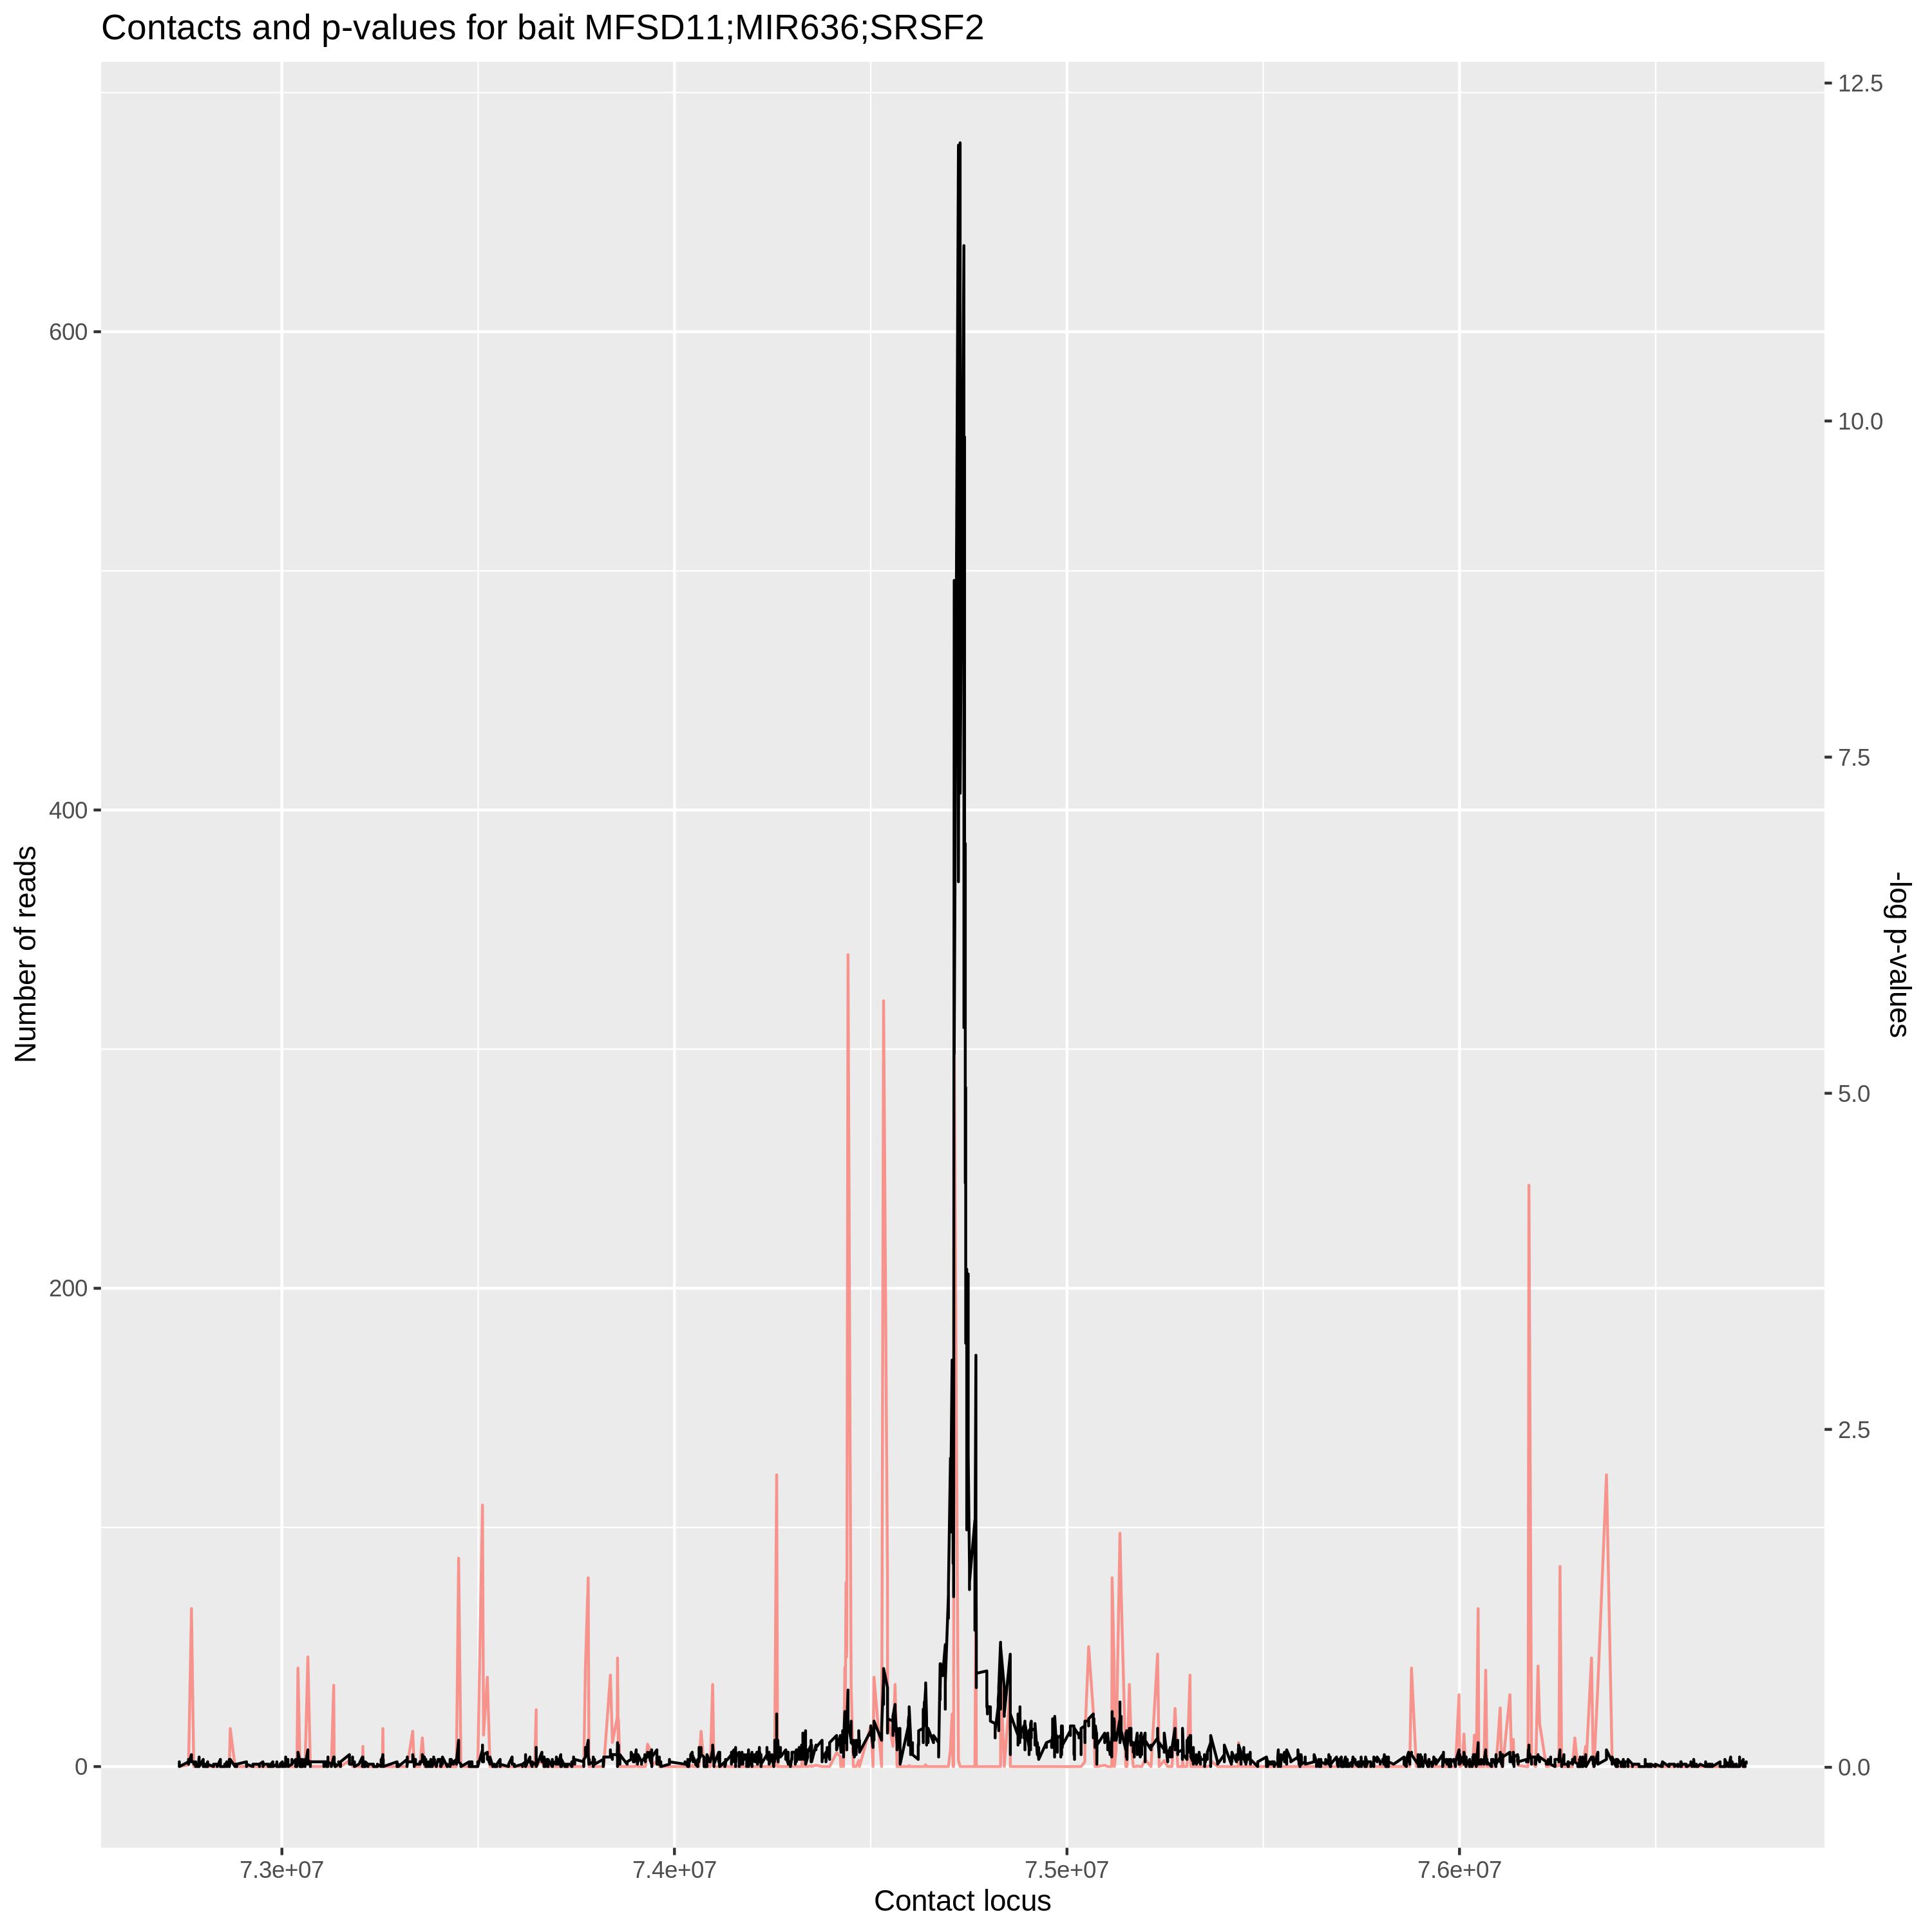 Contacts and p-values for bait MFSD11;MIR636;SRSF2
12.5
600
10.0
7.5
400
Number of reads
-log p-values
5.0
200
2.5
0
0.0
7.3e+07
7.4e+07
7.5e+07
7.6e+07
Contact locus